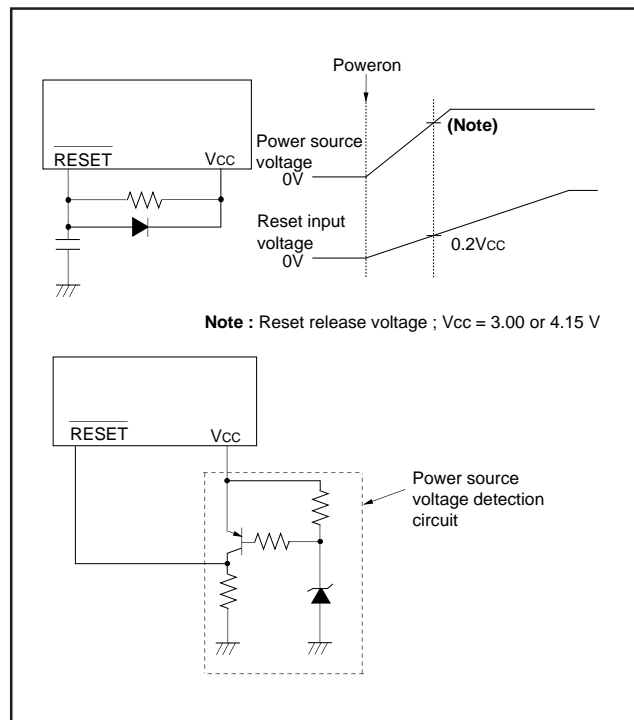 Poweron
RESET
VCC
Power source
voltage
0V
(Note)
Reset input
voltage
0V
0.2VCC
Note : Reset release voltage ; Vcc = 3.00 or 4.15 V
RESET
VCC
Power source
voltage detection
circuit